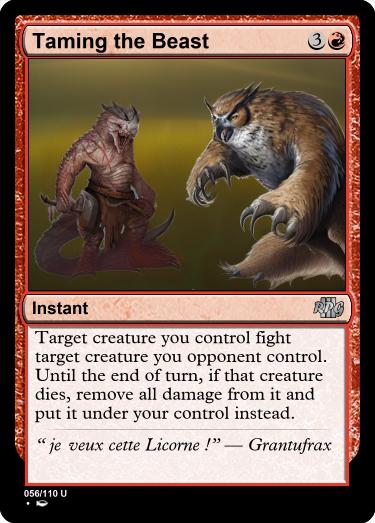 Taming the Beast 3
Instant
RPG
Target creature you control fight
target creature you opponent control.
Until the end of turn, if that creature
dies, remove all damage from it and
put it under your control instead.
“ je veux cette Licorne !” — Grantufrax
056/110 U